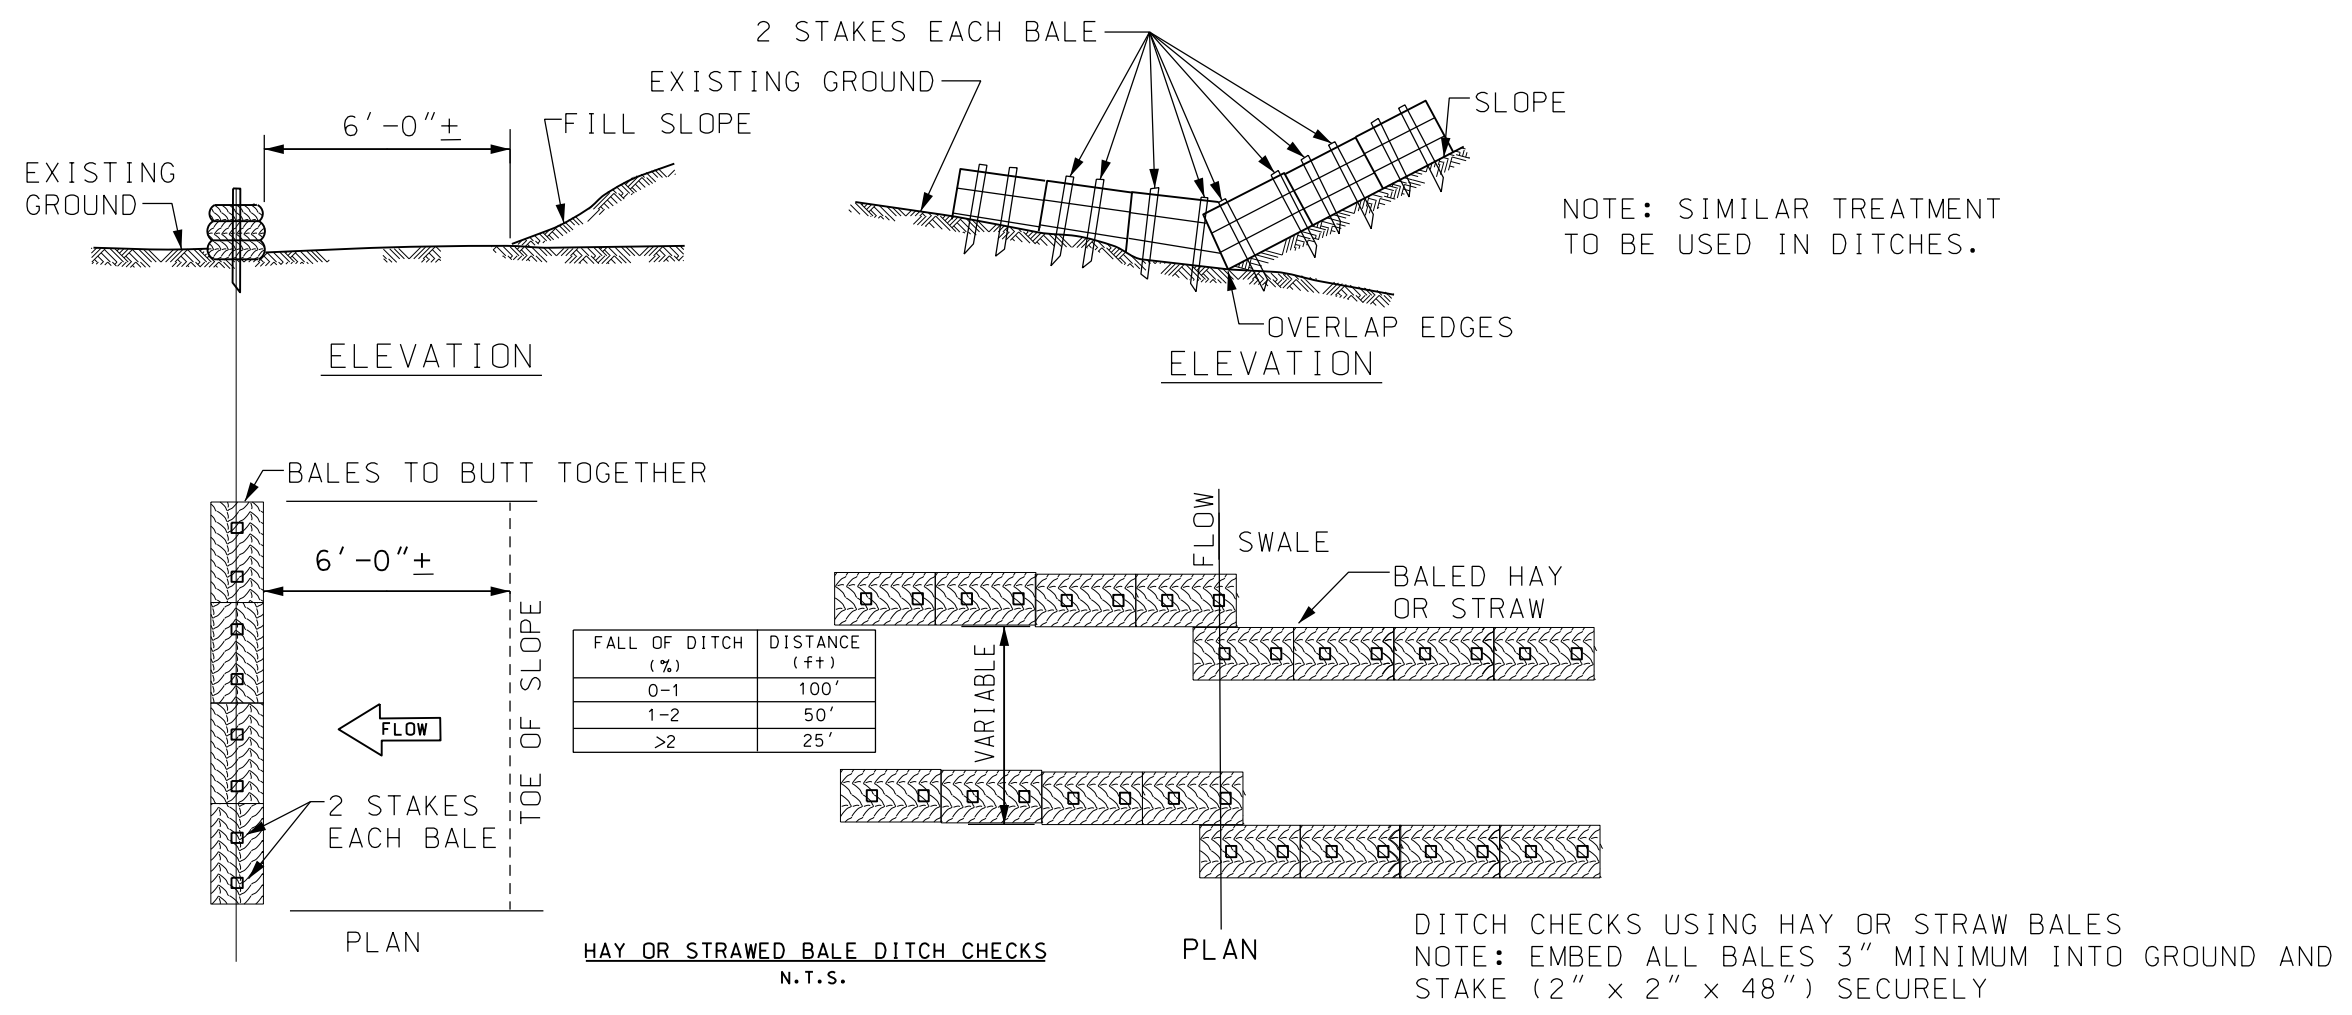 2 STAKES EACH BALE
EXISTING GROUND
SLOPE
6'-0"±
FILL SLOPE
EXISTING
GROUND
NOTE: SIMILAR TREATMENT
TO BE USED IN DITCHES.
OVERLAP EDGES
ELEVATION
ELEVATION
BALES TO BUTT TOGETHER
6'-0"±
TOE OF SLOPE
FLOW
2 STAKES
EACH BALE
PLAN
FALL OF DITCH
(%)
DISTANCE
(ft)
0-1 100'
1-2 50'
>2 25'
FLOW
SWALE
BALED HAY
OR STRAW
VARIABLE
PLAN
HAY OR STRAWED BALE DITCH CHECKS
N.T.S.
DITCH CHECKS USING HAY OR STRAW BALES
NOTE: EMBED ALL BALES 3" MINIMUM INTO GROUND AND
STAKE (2" x 2" x 48") SECURELY